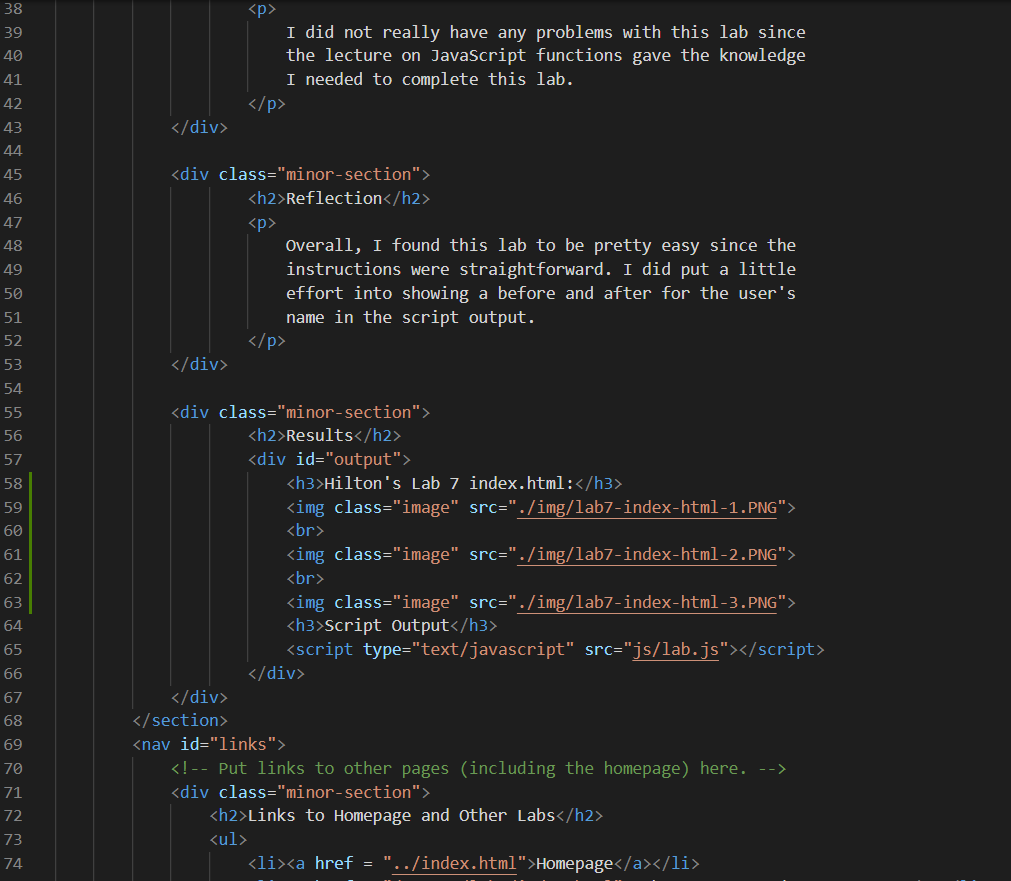 38 <p>
39 I did not really have any problems with this lab since
40 the lecture on JavaScript functions gave the knowledge
41 I needed to complete this lab.
42 </p>
43 </div>
44
45 <div class="minor-section">
46 <h2>Reflection</h2>
47 <p>
48 Overall, I found this lab to be pretty easy since the
49 instructions were straightforward. I did put a little
50 effort into showing a before and after for the user's
51 name in the script output.
52 </p>
53 </div>
54
55 <div class="minor-section">
56 <h2>Results</h2>
57 <div id="output">
58 <h3>Hilton's Lab 7 index.html:</h3>
59 <img class="image" src="./img/lab7-index-html-1.PNG">
60 <br>
61 <img class="image" src="./img/lab7-index-html-2.PNG">
62 <br>
63 <img class="image" src="./img/lab7-index-html-3.PNG">
64 <h3>Script Output</h3>
65 <script type="text/javascript" src="js/lab.js"></script>
66 </div>
67 </div>
68 </section>
69 <nav id="links">
70 <!-- Put links to other pages (including the homepage) here. -->
71 <div class="minor-section">
72 <h2>Links to Homepage and Other Labs</h2>
73 <ul>
74 <li><a href = "../index.html">Homepage</a></li>